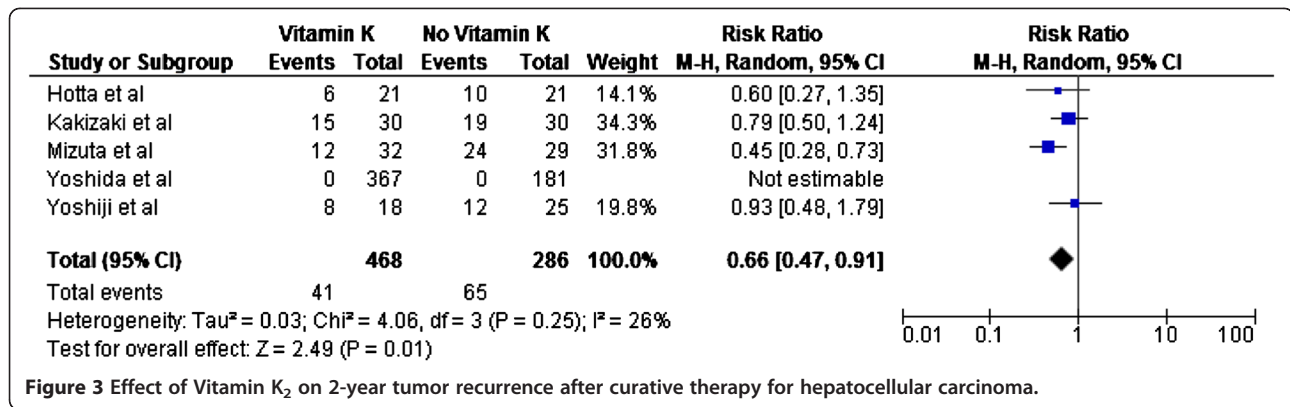 Vitamin K No Vitamin K Risk Ratio Risk Ratio
Study or Subgroup Events Total Events Total Weight M-H, Random, 95% CI M-H, Random, 95% CI
Hotta et al 6 21 10 21 14.1% 0.60 [0.27, 1.35]
Kakizaki et al 15 30 19 30 34.3% 0.79 [0.50, 1.24]
Mizuta et al 12 32 24 29 31.8% 0.45 [0.28, 0.73]
Yoshida et al 0 367 0 181 Not estimable
Yoshiji et al 8 18 12 25 19.8% 0.93 [0.48, 1.79]
Total (95% CI) 468 286 100.0% 0.66 [0.47, 0.91]
Total events 41 65
Heterogeneity: Tau² = 0.03; Chi² = 4.06, df = 3 (P = 0.25); I² = 26%
Test for overall effect: Z = 2.49 (P = 0.01)
0.01 0.1 1 10 100
Figure 3 Effect of Vitamin K₂ on 2-year tumor recurrence after curative therapy for hepatocellular carcinoma.